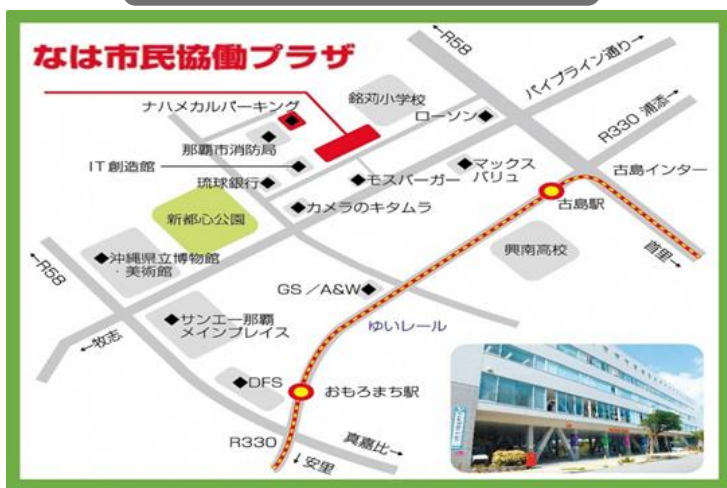 なは市民協働プラザ
←R58
パイプライン通り→
銘苅小学校
ナハメカルパーキング
ローソン
R330 浦添→
那覇市消防局
IT創造館
マックス
バリュ
古島インター
琉球銀行
モスバーガー
古島駅
カメラのキタムラ
新都心公園
興南高校
首里→
沖縄県立博物館
・美術館
←R58
GS/A&W
ゆいレール
サンエー那覇
メインプレイス
←牧志
DFS
おもろまち駅
R330
真嘉比→
↓安里